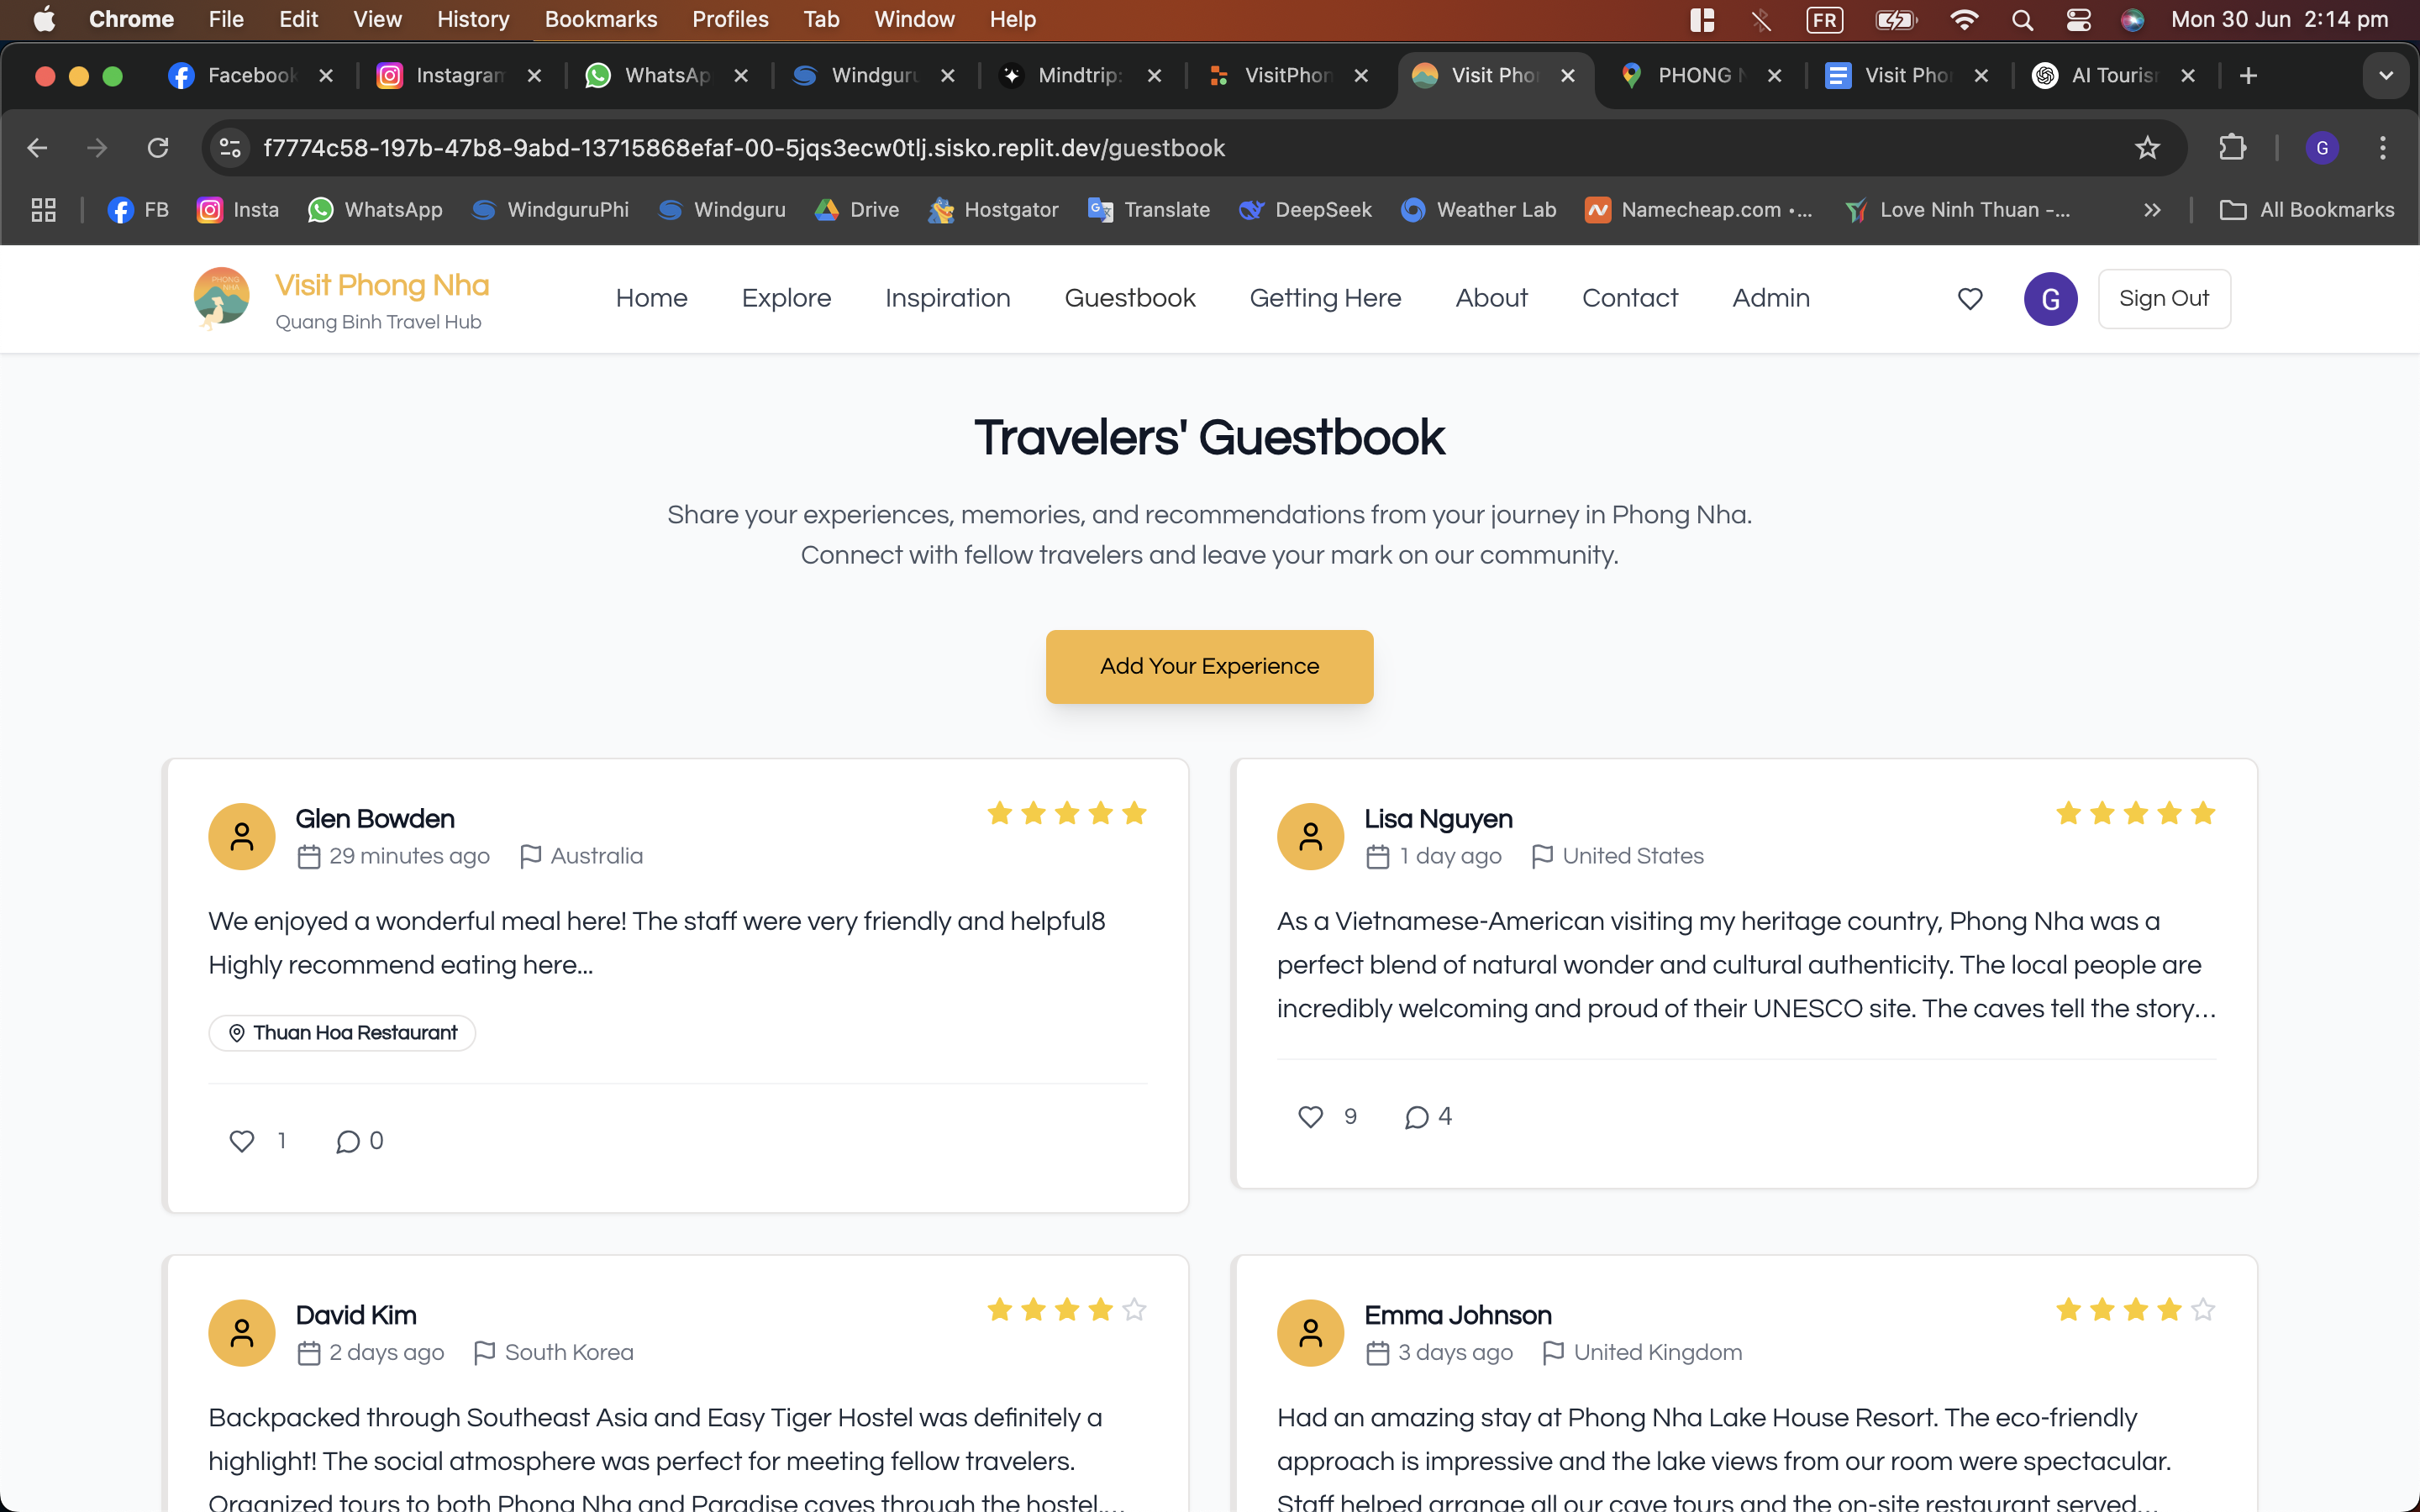 Chrome File Edit View History Bookmarks Profiles Tab Window Help FR Mon 30 Jun 2:14 pm
Facebook Instagram WhatsAp Windguru Mindtrip: VisitPhon Visit Pho PHONG N Visit Pho AI Touris
f7774c58-197b-47b8-9abd-13715868efaf-00-5jqs3ecw0tlj.sisko.replit.dev/guestbook G
FB Insta WhatsApp WindguruPhi Windguru Drive Hostgator Translate DeepSeek Weather Lab Namecheap.com •... Love Ninh Thuan -... All Bookmarks
PHONG NHA
Visit Phong Nha
Quang Binh Travel Hub
Home Explore Inspiration Guestbook Getting Here About Contact Admin G Sign Out
Travelers' Guestbook
Share your experiences, memories, and recommendations from your journey in Phong Nha.
Connect with fellow travelers and leave your mark on our community.
Add Your Experience
Glen Bowden
29 minutes ago Australia
We enjoyed a wonderful meal here! The staff were very friendly and helpful8
Highly recommend eating here...
Thuan Hoa Restaurant
1 0
Lisa Nguyen
1 day ago United States
As a Vietnamese-American visiting my heritage country, Phong Nha was a
perfect blend of natural wonder and cultural authenticity. The local people are
incredibly welcoming and proud of their UNESCO site. The caves tell the story…
9 4
David Kim
2 days ago South Korea
Backpacked through Southeast Asia and Easy Tiger Hostel was definitely a
highlight! The social atmosphere was perfect for meeting fellow travelers.
Organized tours to both Phong Nha and Paradise caves through the hostel.…
Emma Johnson
3 days ago United Kingdom
Had an amazing stay at Phong Nha Lake House Resort. The eco-friendly
approach is impressive and the lake views from our room were spectacular.
Staff helped arrange all our cave tours and the on-site restaurant served…